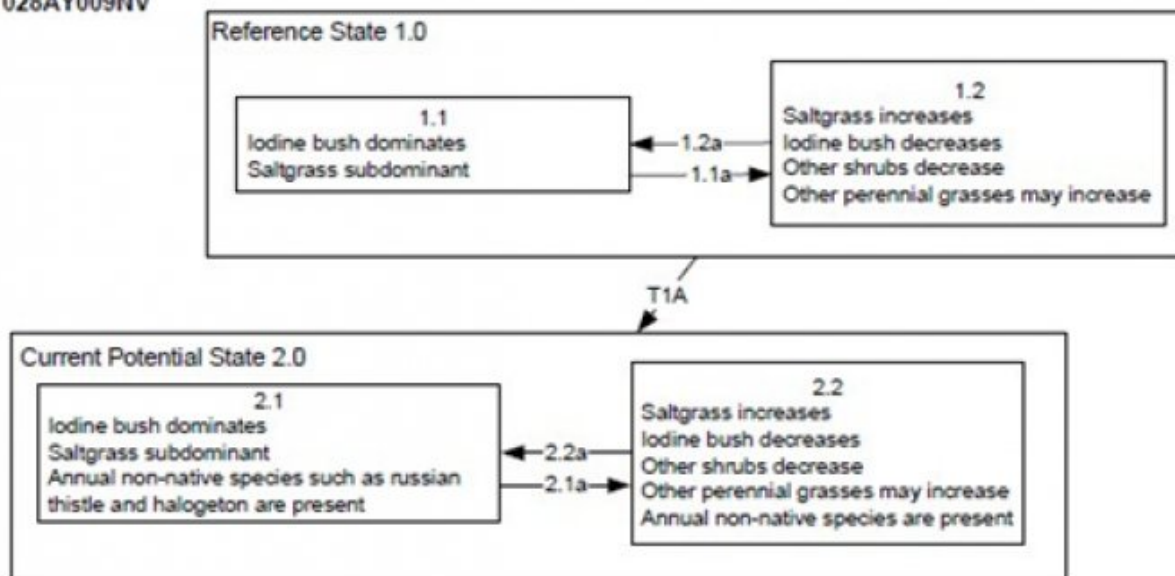 028AY009NV
Reference State 1.0
1.1
Iodine bush dominates
Saltgrass subdominant
1.2a
1.1a
1.2
Saltgrass increases
Iodine bush decreases
Other shrubs decrease
Other perennial grasses may increase
T1A
Current Potential State 2.0
2.1
Iodine bush dominates
Saltgrass subdominant
Annual non-native species such as russian
thistle and halogeton are present
2.2a
2.1a
2.2
Saltgrass increases
Iodine bush decreases
Other shrubs decrease
Other perennial grasses may increase
Annual non-native species are present